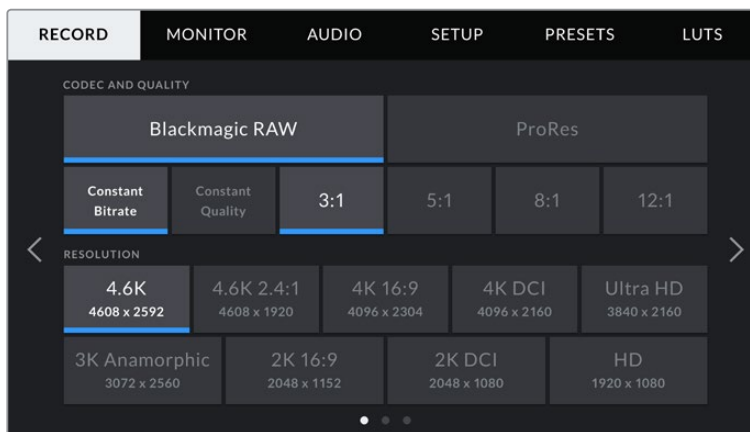 RECORD MONITOR AUDIO SETUP PRESETS LUTS
CODEC AND QUALITY
Blackmagic RAW ProRes
Constant Bitrate Constant Quality 3:1 5:1 8:1 12:1
RESOLUTION
4.6K 4.6K 2.4:1 4K 16:9 4K DCI Ultra HD
4608 x 2592 4608 x 1920 4096 x 2304 4096 x 2160 3840 x 2160
3K Anamorphic 2K 16:9 2K DCI HD
3072 x 2560 2048 x 1152 2048 x 1080 1920 x 1080